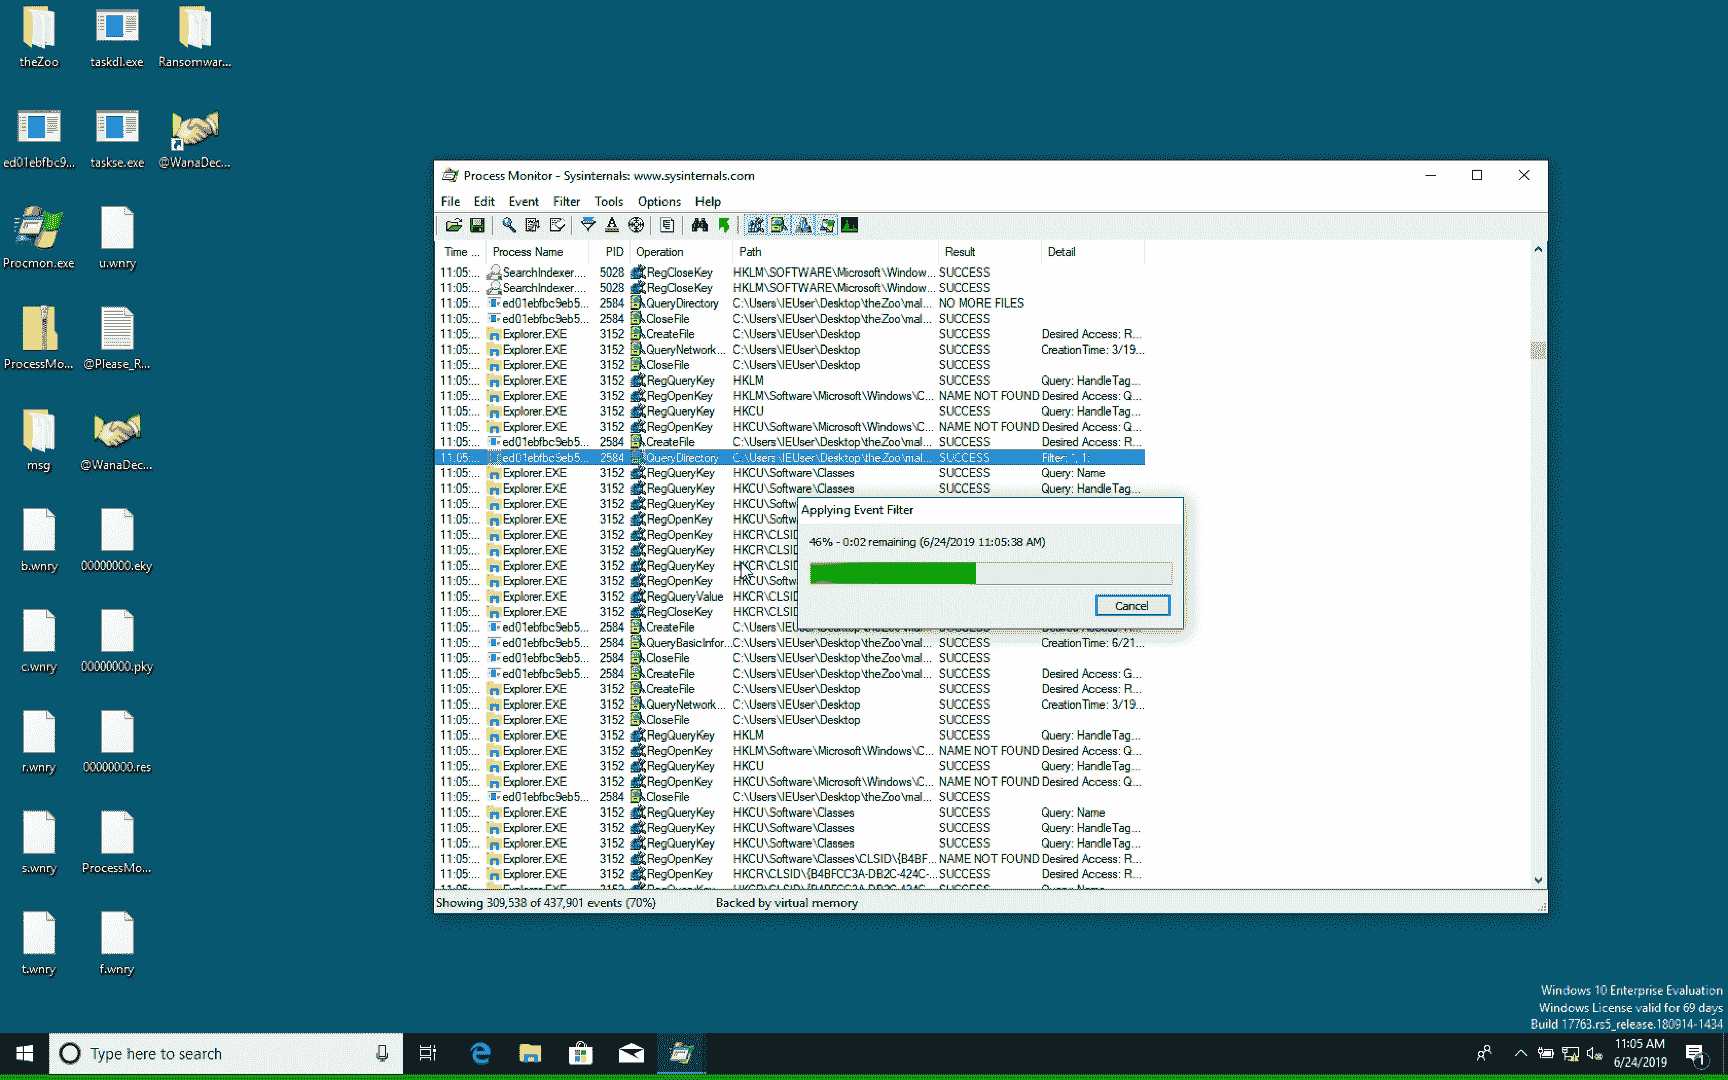 theZoo
taskdl.exe
Ransomwar...
ed01ebfbc9...
taskse.exe
@WanaDec...
Procmon.exe
u.wnry
ProcessMo...
@Please_R...
msg
@WanaDec...
b.wnry
00000000.eky
c.wnry
00000000.pky
r.wnry
00000000.res
s.wnry
ProcessMo...
t.wnry
f.wnry
Process Monitor - Sysinternals: www.sysinternals.com
File Edit Event Filter Tools Options Help
Time ... Process Name PID Operation Path Result Detail
11:05:... SearchIndexer.... 5028 RegCloseKey HKLM\SOFTWARE\Microsoft\Window... SUCCESS
11:05:... SearchIndexer.... 5028 RegCloseKey HKLM\SOFTWARE\Microsoft\Window... SUCCESS
11:05:... ed01ebfbc9eb5... 2584 QueryDirectory C:\Users\IEUser\Desktop\theZoo\mal... NO MORE FILES
11:05:... ed01ebfbc9eb5... 2584 CloseFile C:\Users\IEUser\Desktop\theZoo\mal... SUCCESS
11:05:... Explorer.EXE 3152 CreateFile C:\Users\IEUser\Desktop SUCCESS Desired Access: R...
11:05:... Explorer.EXE 3152 QueryNetwork... C:\Users\IEUser\Desktop SUCCESS CreationTime: 3/19...
11:05:... Explorer.EXE 3152 CloseFile C:\Users\IEUser\Desktop SUCCESS
11:05:... Explorer.EXE 3152 RegQueryKey HKLM SUCCESS Query: HandleTag...
11:05:... Explorer.EXE 3152 RegOpenKey HKLM\Software\Microsoft\Windows\C... NAME NOT FOUND Desired Access: Q...
11:05:... Explorer.EXE 3152 RegQueryKey HKCU SUCCESS Query: HandleTag...
11:05:... Explorer.EXE 3152 RegOpenKey HKCU\Software\Microsoft\Windows\C... NAME NOT FOUND Desired Access: Q...
11:05:... ed01ebfbc9eb5... 2584 CreateFile C:\Users\IEUser\Desktop\theZoo\mal... SUCCESS Desired Access: R...
11:05:... ed01ebfbc9eb5... 2584 QueryDirectory C:\Users\IEUser\Desktop\theZoo\mal... SUCCESS Filter: *, 1:
11:05:... Explorer.EXE 3152 RegQueryKey HKCU\Software\Classes SUCCESS Query: Name
11:05:... Explorer.EXE 3152 RegQueryKey HKCU\Software\Classes SUCCESS Query: HandleTag...
11:05:... Explorer.EXE 3152 RegQueryKey HKCU\Softw
11:05:... Explorer.EXE 3152 RegOpenKey HKCU\Softw
11:05:... Explorer.EXE 3152 RegOpenKey HKCR\CLSI
11:05:... Explorer.EXE 3152 RegQueryKey HKCR\CLSI
11:05:... Explorer.EXE 3152 RegQueryKey HKCR\CLSI
11:05:... Explorer.EXE 3152 RegOpenKey HKCU\Softw
11:05:... Explorer.EXE 3152 RegQueryValue HKCR\CLSI
11:05:... Explorer.EXE 3152 RegCloseKey HKCR\CLSI
11:05:... ed01ebfbc9eb5... 2584 CreateFile C:\Users\IEUser\Desktop\theZoo\mal... SUCCESS
11:05:... ed01ebfbc9eb5... 2584 QueryBasicInfor... C:\Users\IEUser\Desktop\theZoo\mal... SUCCESS CreationTime: 6/21...
11:05:... ed01ebfbc9eb5... 2584 CloseFile C:\Users\IEUser\Desktop\theZoo\mal... SUCCESS
11:05:... ed01ebfbc9eb5... 2584 CreateFile C:\Users\IEUser\Desktop\theZoo\mal... SUCCESS Desired Access: G...
11:05:... Explorer.EXE 3152 CreateFile C:\Users\IEUser\Desktop SUCCESS Desired Access: R...
11:05:... Explorer.EXE 3152 QueryNetwork... C:\Users\IEUser\Desktop SUCCESS CreationTime: 3/19...
11:05:... Explorer.EXE 3152 CloseFile C:\Users\IEUser\Desktop SUCCESS
11:05:... Explorer.EXE 3152 RegQueryKey HKLM SUCCESS Query: HandleTag...
11:05:... Explorer.EXE 3152 RegOpenKey HKLM\Software\Microsoft\Windows\C... NAME NOT FOUND Desired Access: Q...
11:05:... Explorer.EXE 3152 RegQueryKey HKCU SUCCESS Query: HandleTag...
11:05:... Explorer.EXE 3152 RegOpenKey HKCU\Software\Microsoft\Windows\C... NAME NOT FOUND Desired Access: Q...
11:05:... ed01ebfbc9eb5... 2584 CloseFile C:\Users\IEUser\Desktop\theZoo\mal... SUCCESS
11:05:... Explorer.EXE 3152 RegQueryKey HKCU\Software\Classes SUCCESS Query: Name
11:05:... Explorer.EXE 3152 RegQueryKey HKCU\Software\Classes SUCCESS Query: HandleTag...
11:05:... Explorer.EXE 3152 RegQueryKey HKCU\Software\Classes SUCCESS Query: HandleTag...
11:05:... Explorer.EXE 3152 RegOpenKey HKCU\Software\Classes\CLSID\{B4BF... NAME NOT FOUND Desired Access: R...
11:05:... Explorer.EXE 3152 RegOpenKey HKCR\CLSID\{B4BFCC3A-DB2C-424C-... SUCCESS Desired Access: R...
11:05:... Explorer.EXE 3152 RegQueryKey HKCR\CLSID\{B4BFCC3A-DB2C-424C-... SUCCESS Query: Name
Applying Event Filter
46% - 0:02 remaining (6/24/2019 11:05:38 AM)
Cancel
Showing 309,538 of 437,901 events (70%) Backed by virtual memory
Windows 10 Enterprise Evaluation
Windows License valid for 69 days
Build 17763.rs5_release.180914-1434
Type here to search
11:05 AM
6/24/2019
1